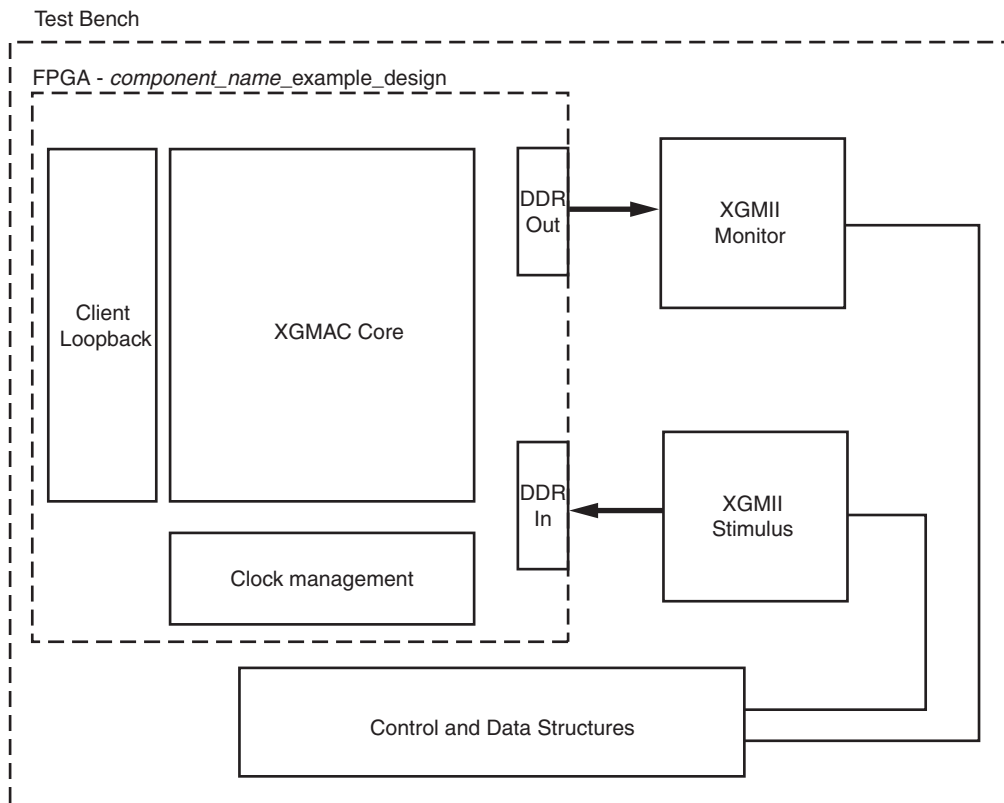 Test Bench
FPGA - component_name_example_design
DDR
Out
XGMII
Monitor
Client
Loopback
XGMAC Core
DDR
In
XGMII
Stimulus
Clock management
Control and Data Structures